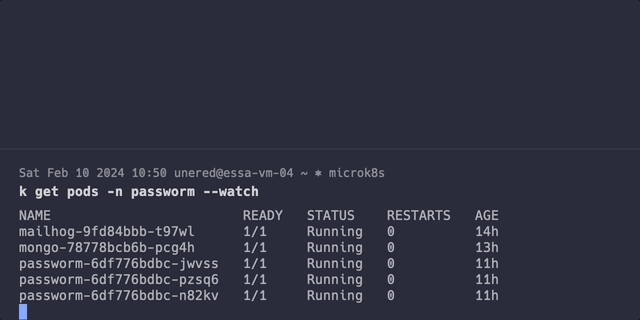 Sat Feb 10 2024 10:50 unered@essa-vm-04 ~ ⎈ microk8s
k get pods -n passworm --watch
NAME READY STATUS RESTARTS AGE
mailhog-9fd84bbb-t97wl 1/1 Running 0 14h
mongo-78778bcb6b-pcg4h 1/1 Running 0 13h
passworm-6df776bdbc-jwvss 1/1 Running 0 11h
passworm-6df776bdbc-pzsq6 1/1 Running 0 11h
passworm-6df776bdbc-n82kv 1/1 Running 0 11h